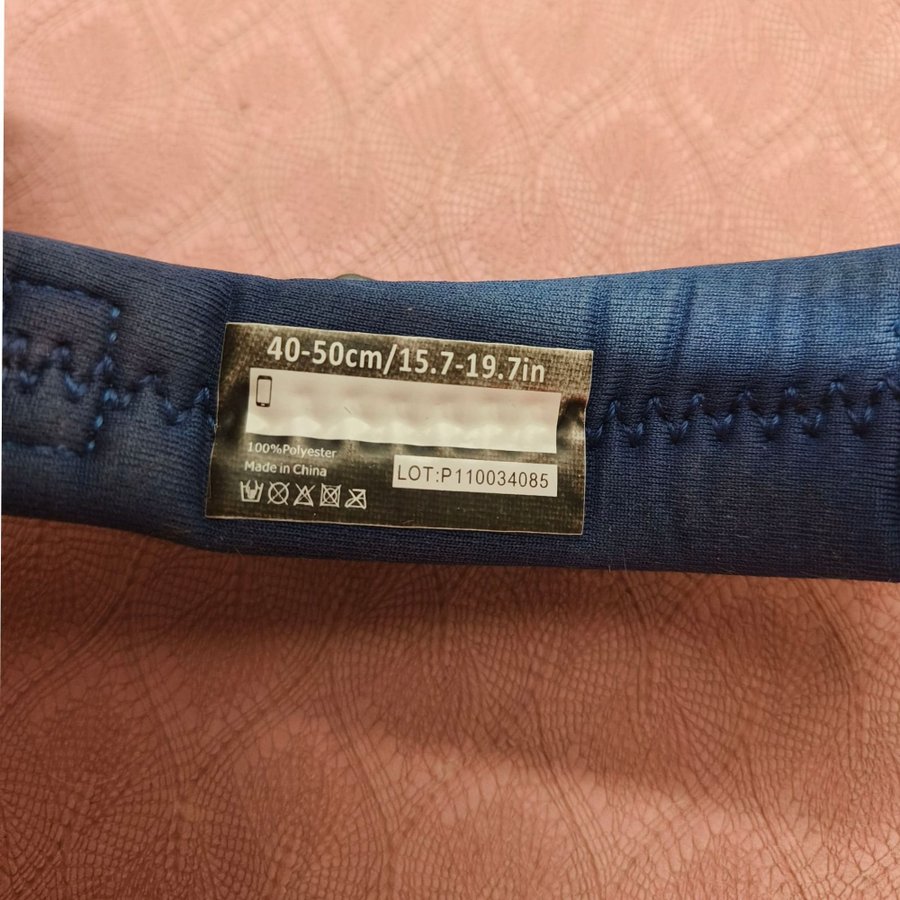 40-50cm/15.7-19.7in
100%Polyester
Made in China
LOT:P110034085